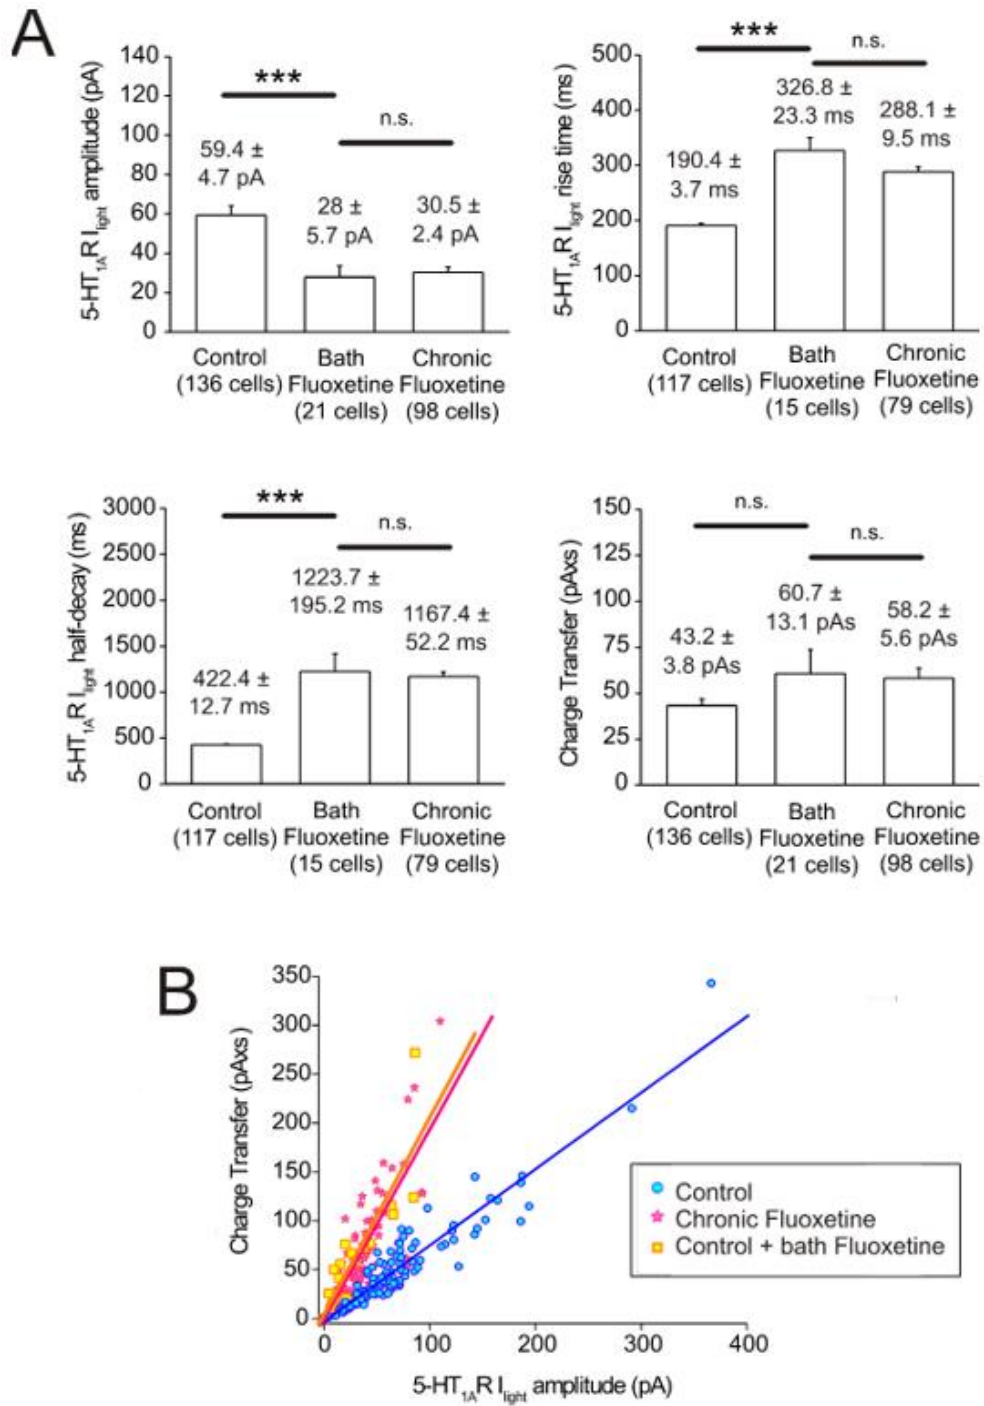 A
5-HT1AR Ilight amplitude (pA)
140
120
100
80
60
40
20
0
***
n.s.
59.4 ±
4.7 pA
28 ±
5.7 pA
30.5 ±
2.4 pA
Control
(136 cells)
Bath
Fluoxetine
(21 cells)
Chronic
Fluoxetine
(98 cells)
5-HT1AR Ilight rise time (ms)
500
400
300
200
100
0
***
n.s.
190.4 ±
3.7 ms
326.8 ±
23.3 ms
288.1 ±
9.5 ms
Control
(117 cells)
Bath
Fluoxetine
(15 cells)
Chronic
Fluoxetine
(79 cells)
5-HT1AR Ilight half-decay (ms)
3000
2500
2000
1500
1000
500
0
***
n.s.
422.4 ±
12.7 ms
1223.7 ±
195.2 ms
1167.4 ±
52.2 ms
Control
(117 cells)
Bath
Fluoxetine
(15 cells)
Chronic
Fluoxetine
(79 cells)
Charge Transfer (pAxs)
150
125
100
75
50
25
0
n.s.
n.s.
43.2 ±
3.8 pAs
60.7 ±
13.1 pAs
58.2 ±
5.6 pAs
Control
(136 cells)
Bath
Fluoxetine
(21 cells)
Chronic
Fluoxetine
(98 cells)
B
Charge Transfer (pAxs)
350
300
250
200
150
100
50
0
0
100
200
300
400
5-HT1AR Ilight amplitude (pA)
Control
Chronic Fluoxetine
Control + bath Fluoxetine